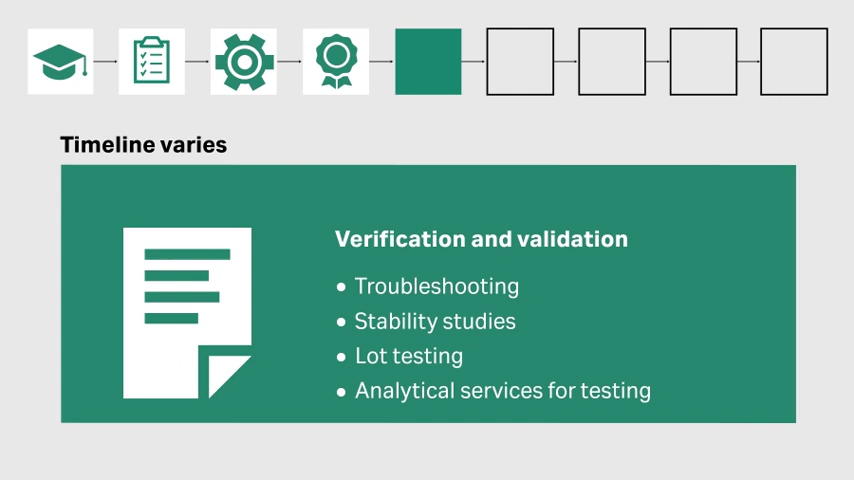 Timeline varies
Verification and validation
• Troubleshooting
• Stability studies
• Lot testing
• Analytical services for testing